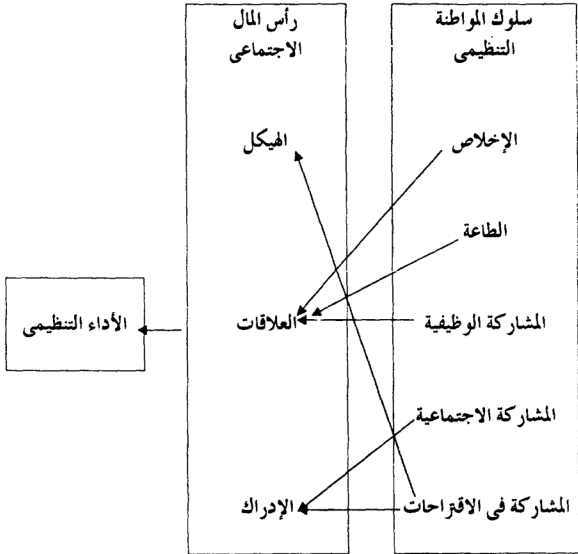 سلوك المواطنة
التنظيمى
رأس المال
الاجتماعى
الإخلاص
الهيكل
الطاعة
المشاركة الوظيفية
العلاقات
الأداء التنظيمى
المشاركة الاجتماعية
المشاركة فى الاقتراحات
الإدراك